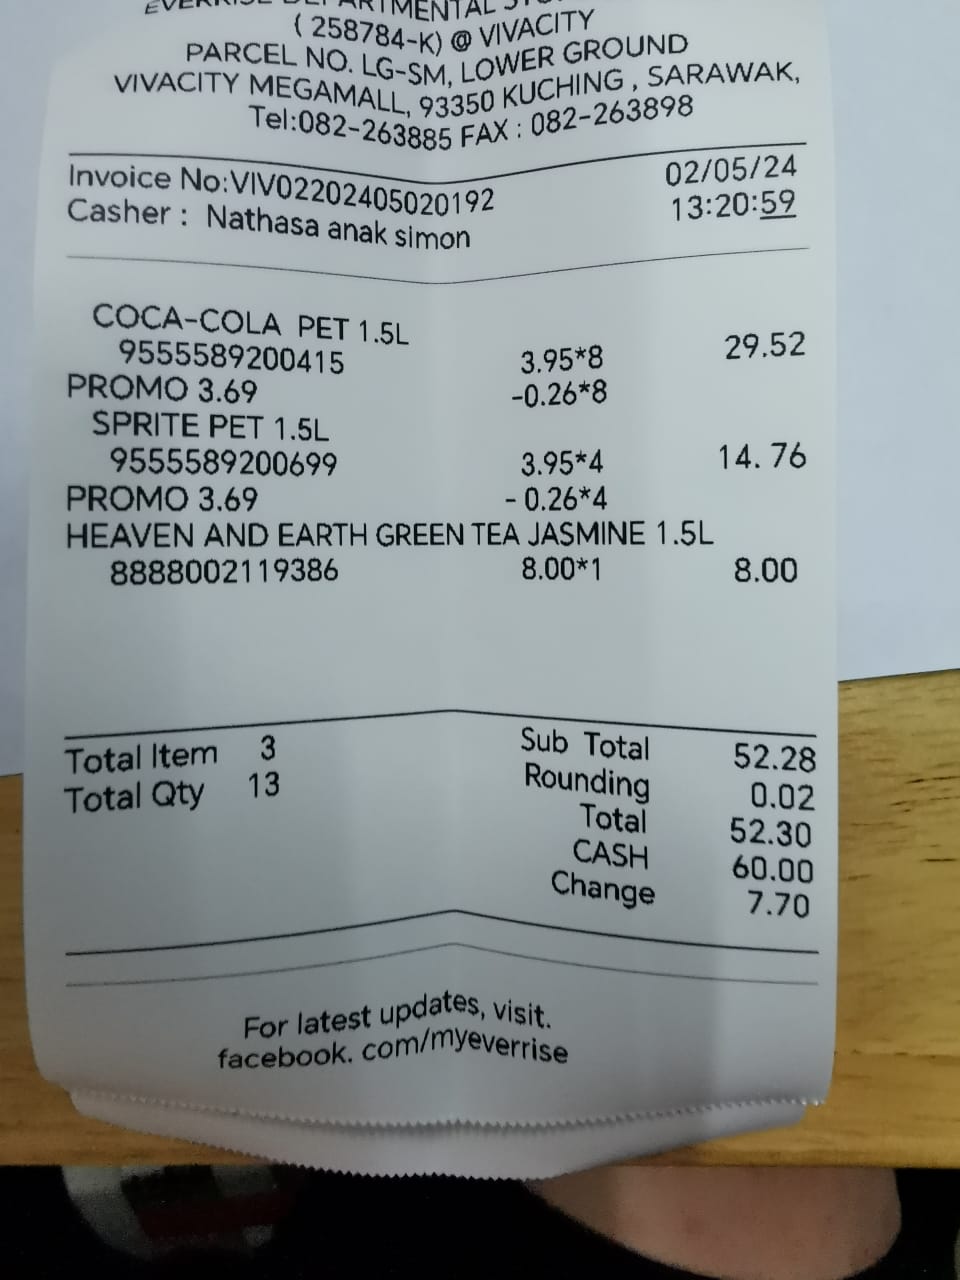 ( 258784-K) @ VIVACITY
PARCEL NO. LG-SM, LOWER GROUND
VIVACITY MEGAMALL, 93350 KUCHING , SARAWAK,
Tel:082-263885 FAX : 082-263898
Invoice No:VIV02202405020192 02/05/24
Casher : Nathasa anak simon 13:20:59
COCA-COLA PET 1.5L
9555589200415 3.95*8 29.52
PROMO 3.69 -0.26*8
SPRITE PET 1.5L
9555589200699 3.95*4 14. 76
PROMO 3.69 - 0.26*4
HEAVEN AND EARTH GREEN TEA JASMINE 1.5L
8888002119386 8.00*1 8.00
Total Item 3 Sub Total 52.28
Total Qty 13 Rounding 0.02
Total 52.30
CASH 60.00
Change 7.70
For latest updates, visit.
facebook. com/myeverrise